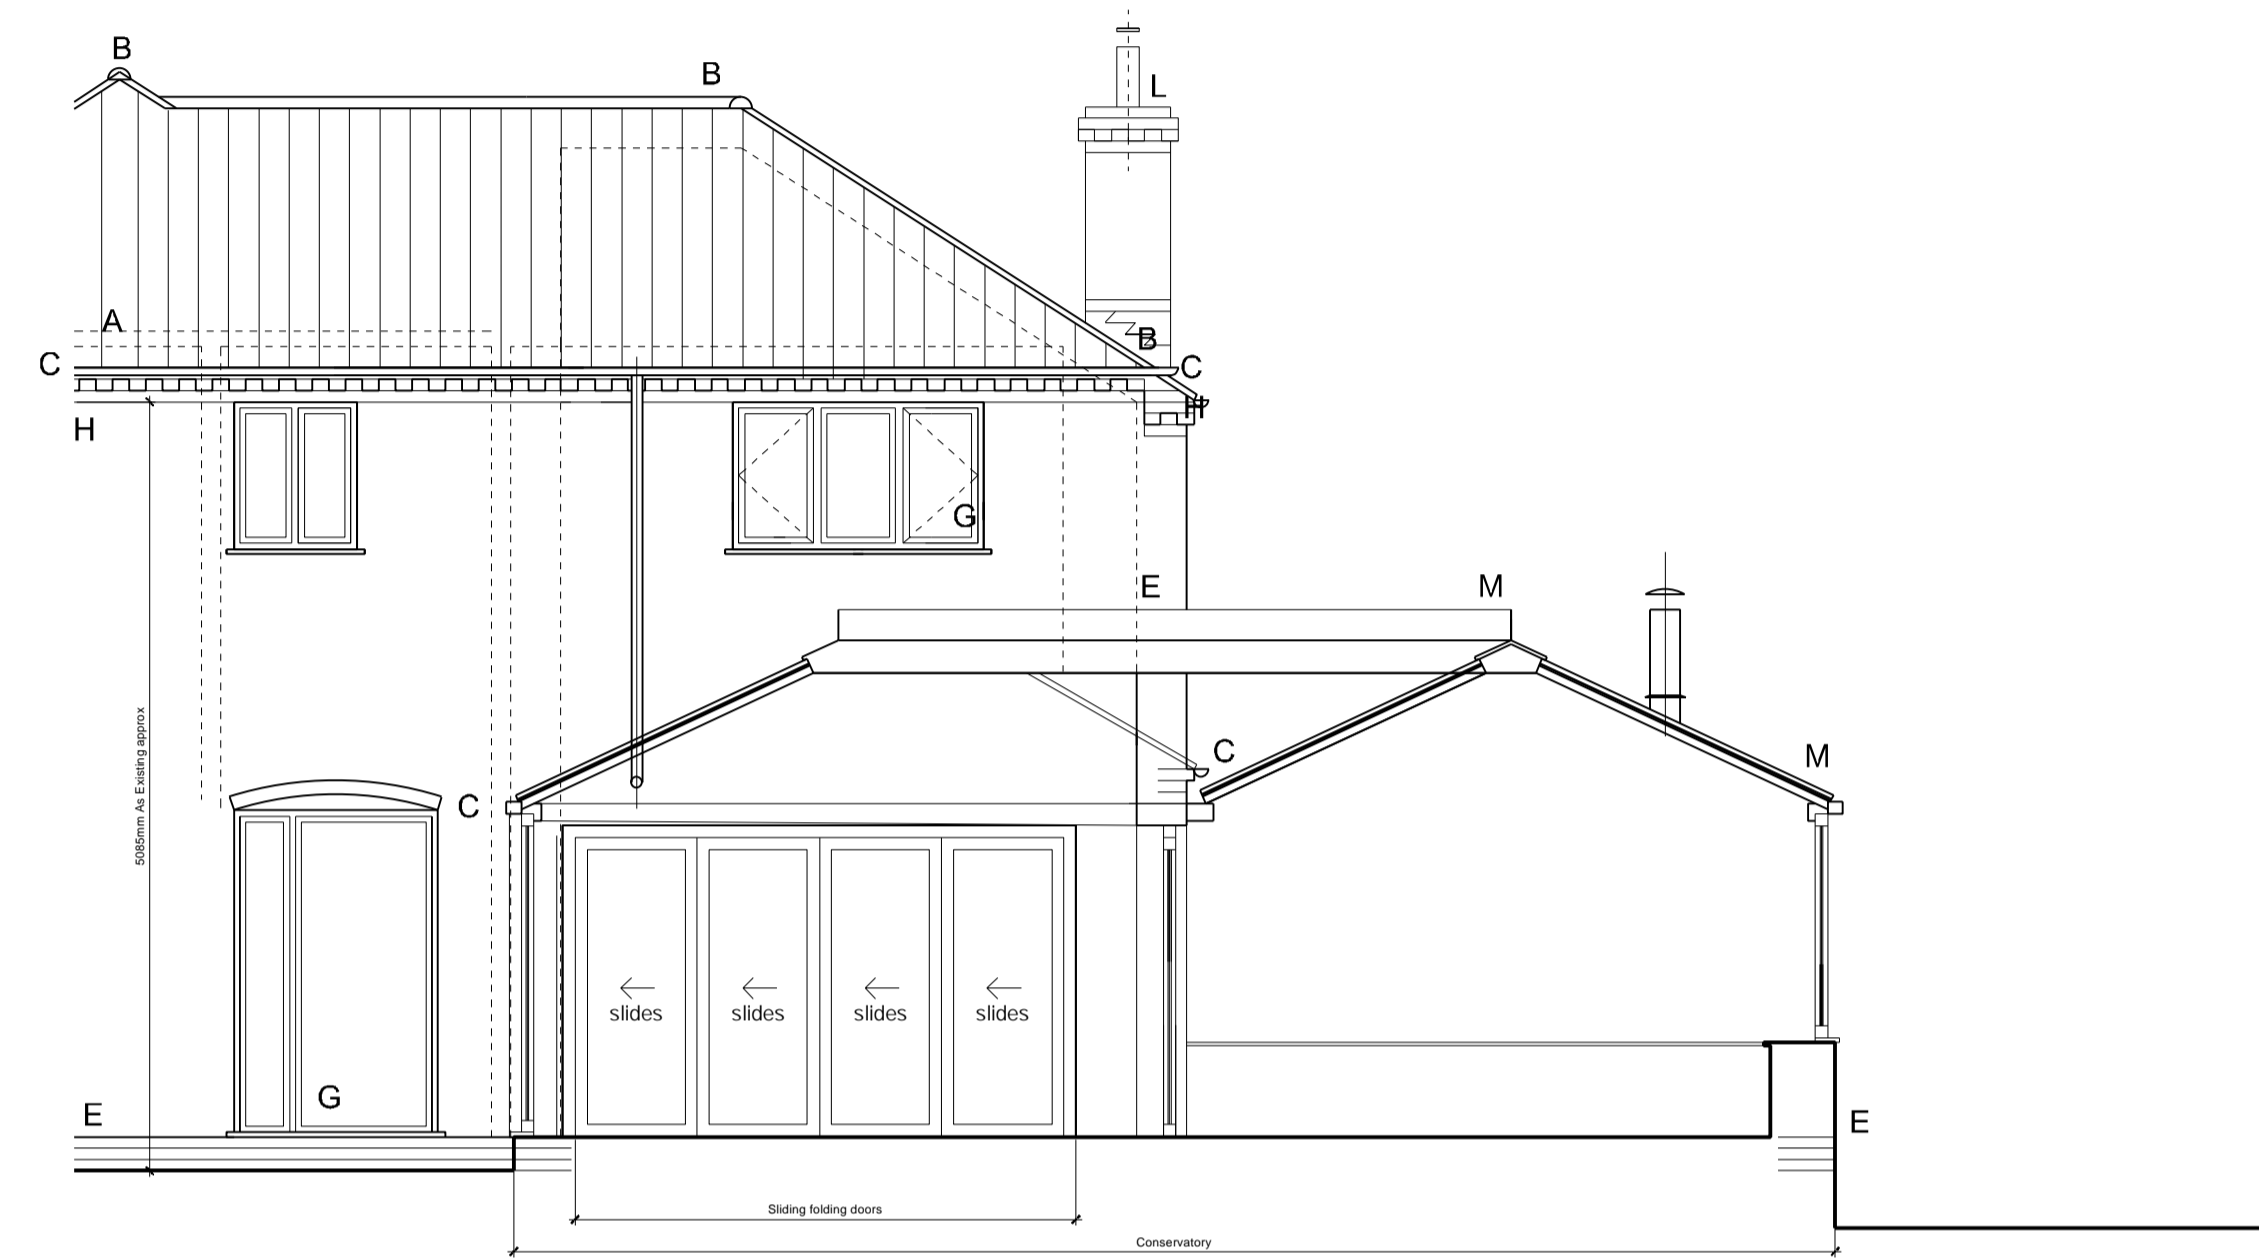 B
B
L
A
B
C
C
H
H
G
E
M
C
M
C
5085mm As Existing approx
slides
slides
slides
slides
G
E
E
Sliding folding doors
Conservatory